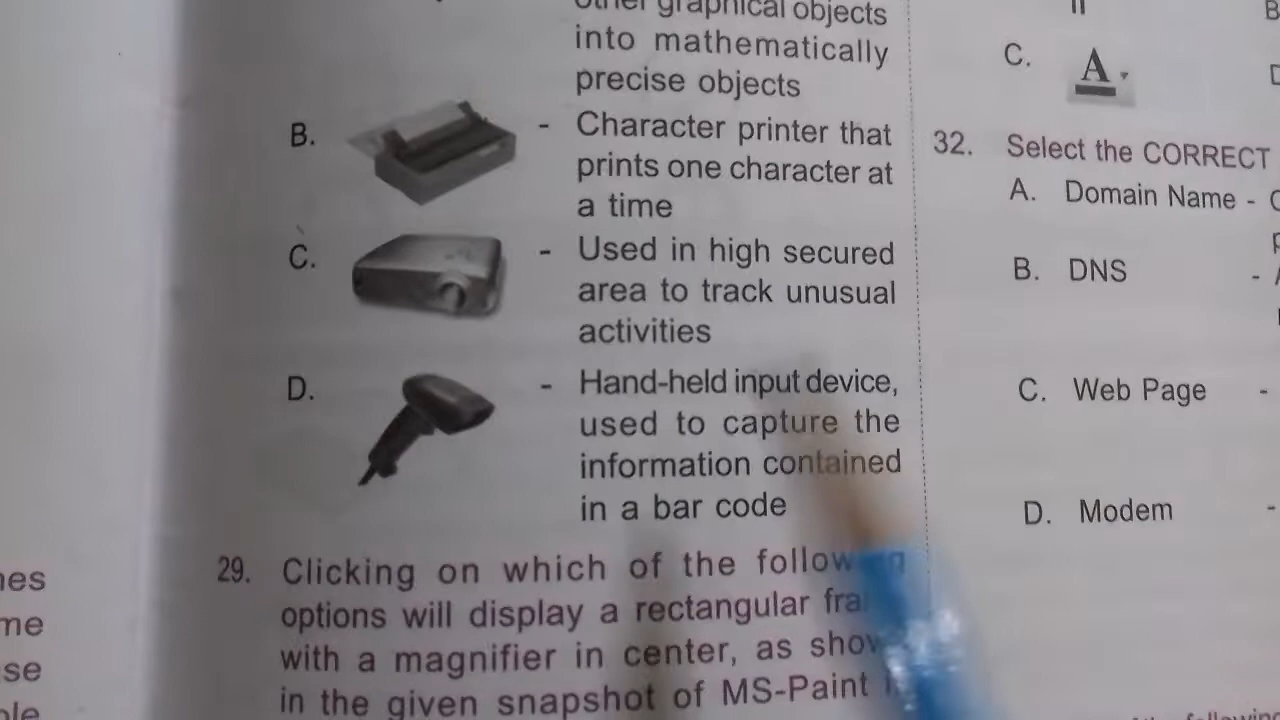 other graphical objects
into mathematically
precise objects
B. - Character printer that
prints one character at
a time
C. - Used in high secured
area to track unusual
activities
D. - Hand-held input device,
used to capture the
information contained
in a bar code
29. Clicking on which of the
options will display a rectangular
with a magnifier in center, as
in the given snapshot of MS-Paint
C. A
32. Select the CORRECT
A. Domain Name -
B. DNS -
C. Web Page -
D. Modem -